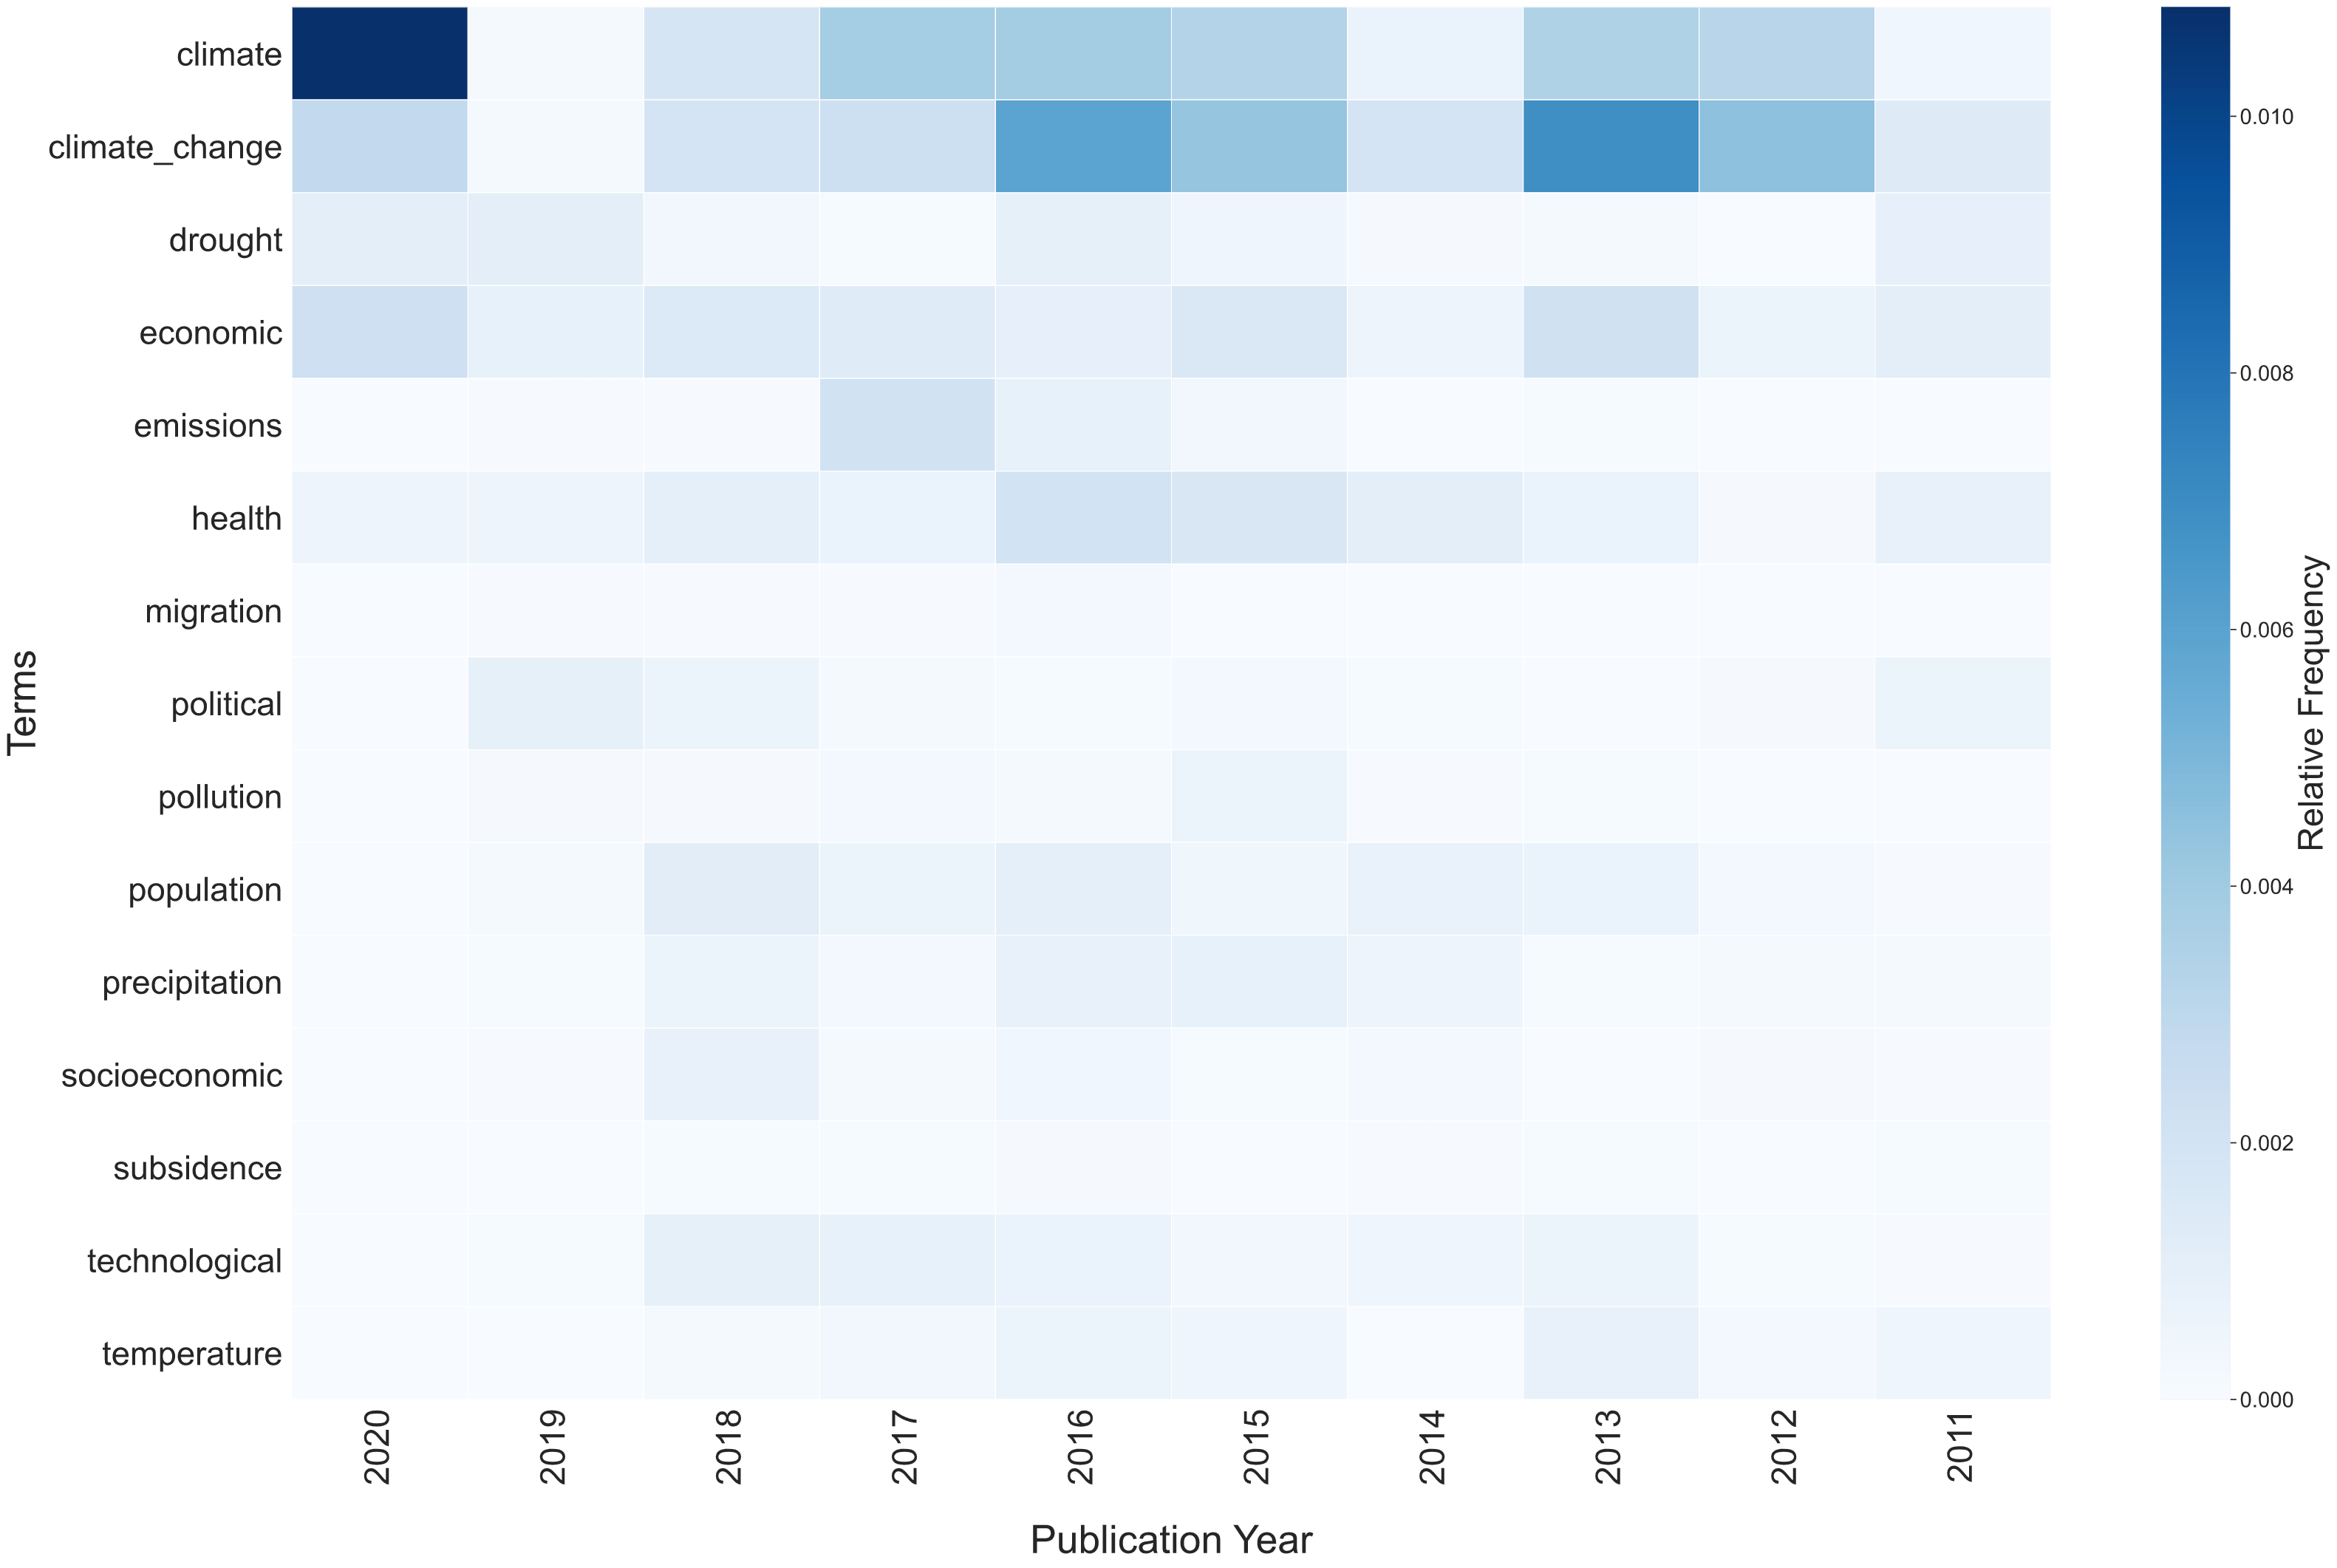 climate
climate_change
drought
economic
emissions
health
migration
political
pollution
population
precipitation
socioeconomic
subsidence
technological
temperature
Terms
2020
2019
2018
2017
2016
2015
2014
2013
2012
2011
Publication Year
0.010
0.008
0.006
0.004
0.002
0.000
Relative Frequency